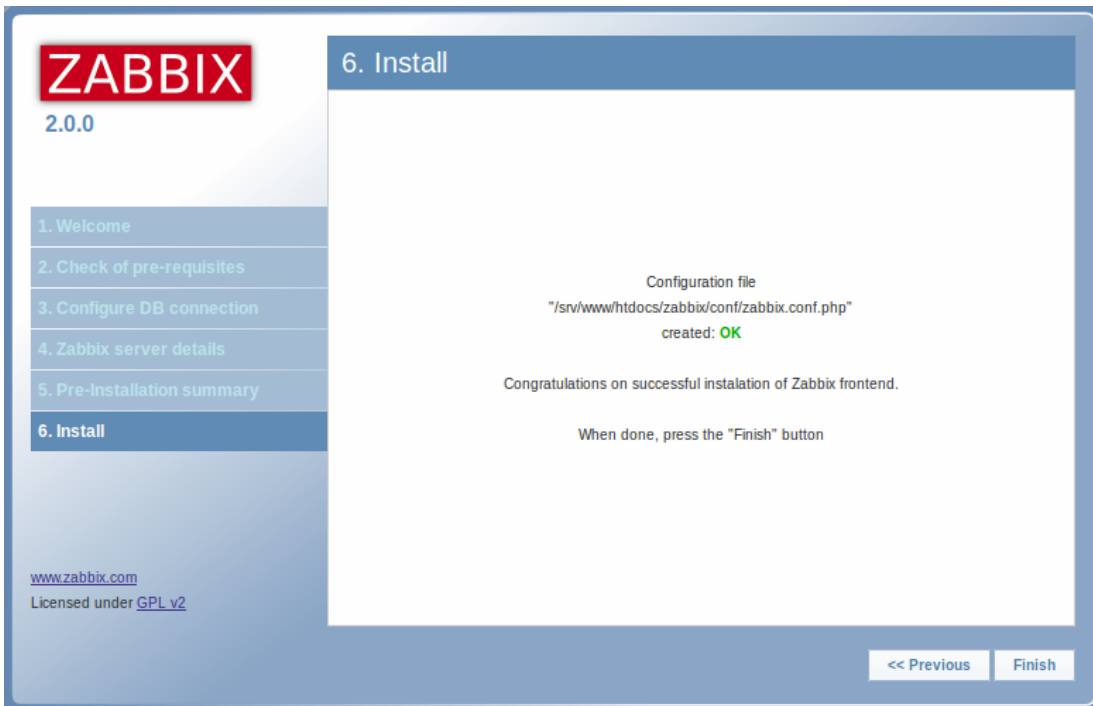 ZABBIX
2.0.0
1. Welcome
2. Check of pre-requisites
3. Configure DB connection
4. Zabbix server details
5. Pre-Installation summary
6. Install
www.zabbix.com
Licensed under GPL v2
6. Install
Configuration file
"/srv/www/htdocs/zabbix/conf/zabbix.conf.php"
created: OK
Congratulations on successful instalation of Zabbix frontend.
When done, press the "Finish" button
<< Previous
Finish